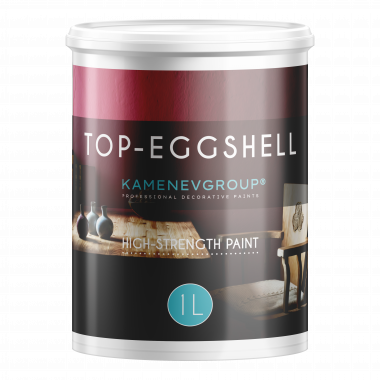 TOP-EGGSHELL
KAMENEVGROUP®
PROFESSIONAL DECORATIVE PAINTS
HIGH-STRENGTH PAINT
1L